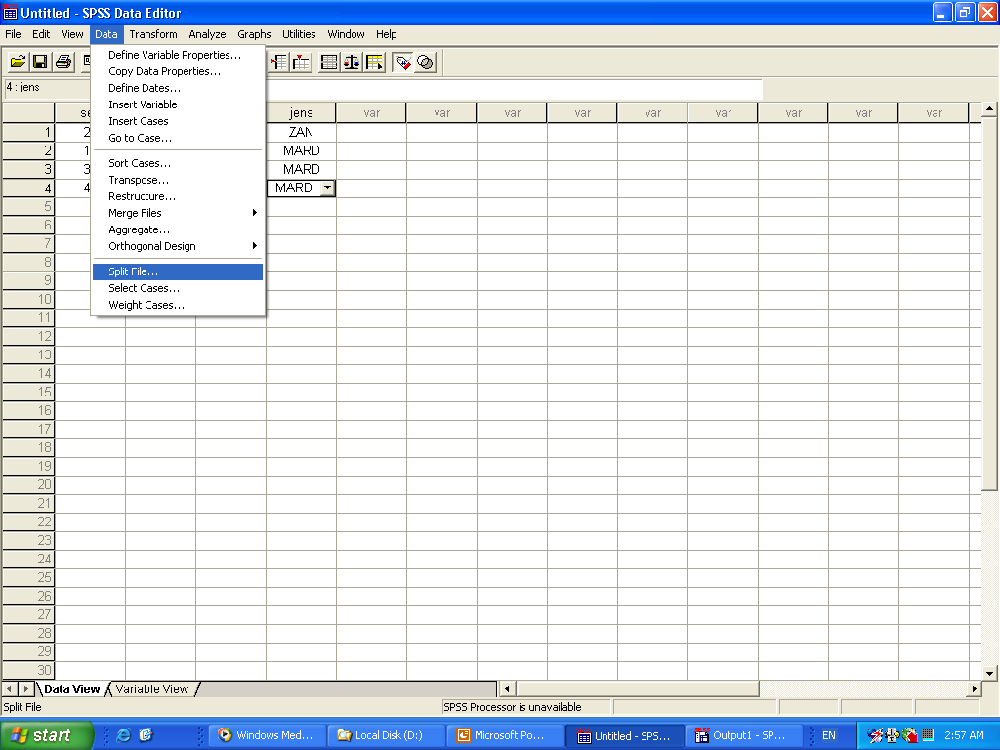 Untitled - SPSS Data Editor
File Edit View Data Transform Analyze Graphs Utilities Window Help
Define Variable Properties...
Copy Data Properties...
Define Dates...
Insert Variable
Insert Cases
Go to Case...
Sort Cases...
Transpose...
Restructure...
Merge Files
Aggregate...
Orthogonal Design
Split File...
Select Cases...
Weight Cases...
4 : jens
jens var var var var var var var var var
1 2 ZAN
2 1 MARD
3 3 MARD
4 4 MARD
5
6
7
8
9
10
11
12
13
14
15
16
17
18
19
20
21
22
23
24
25
26
27
28
29
30
Data View Variable View
Split File SPSS Processor is unavailable
start Windows Med... Local Disk (D:) Microsoft Po... Untitled - SPS... Output1 - SP... EN 2:57 AM